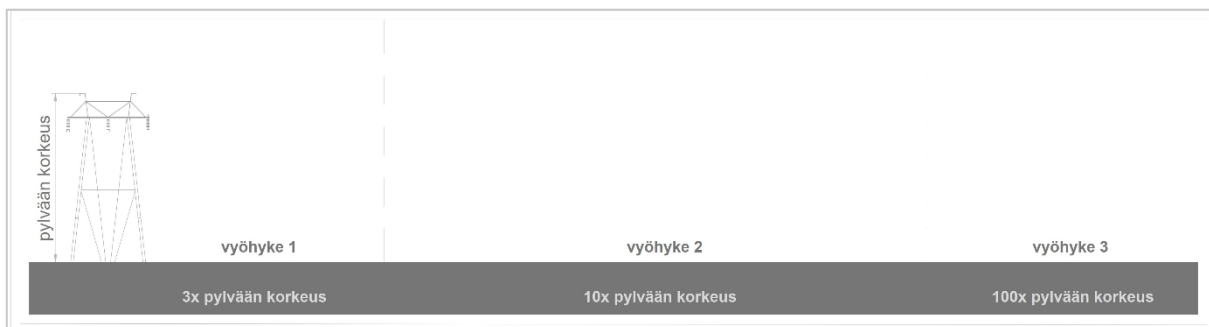 pylvään korkeus
vyöhyke 1
vyöhyke 2
vyöhyke 3
3x pylvään korkeus
10x pylvään korkeus
100x pylvään korkeus